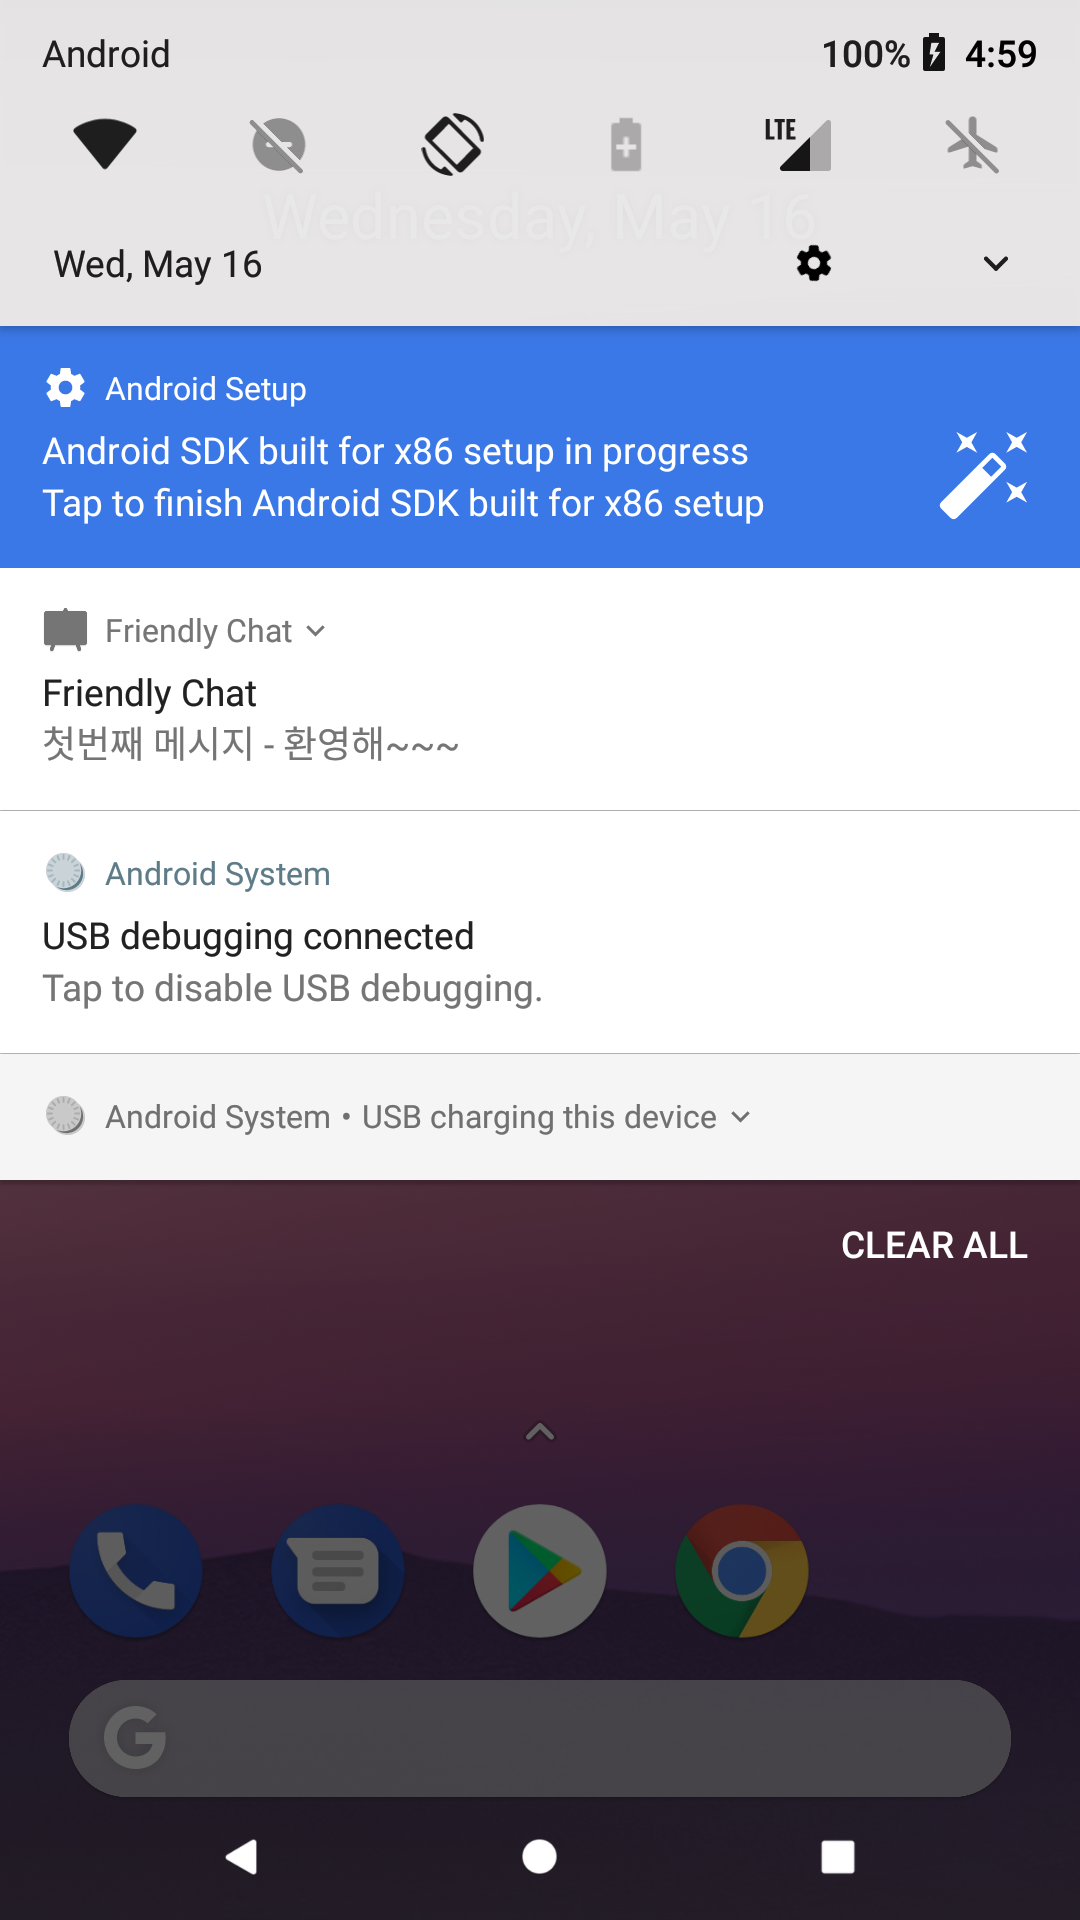 Android 100% 4:59
LTE
Wednesday, May 16
Wed, May 16
Android Setup
Android SDK built for x86 setup in progress
Tap to finish Android SDK built for x86 setup
Friendly Chat
Friendly Chat
첫번째 메시지 - 환영해~~~
Android System
USB debugging connected
Tap to disable USB debugging.
Android System • USB charging this device
CLEAR ALL
G